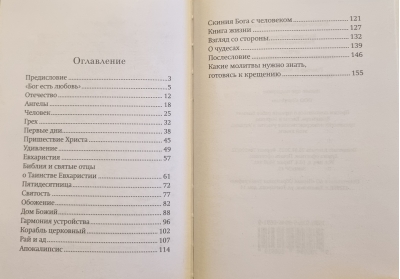 Оглавление
Предисловие 3
«Бог есть любовь» 5
Отечество 12
Ангелы 18
Человек 25
Грех 32
Первые дни 38
Пришествие Христа 45
Удивление 49
Евхаристия 57
Библия и святые отцы
о Таинстве Евхаристии 61
Пятидесятница 72
Святость 77
Обожение 82
Дом Божий 88
Гармония устройства 96
Корабль церковный 102
Рай и ад 107
Апокалипсис 114
Скиния Бога с человеком 121
Книга жизни 127
Взгляд со стороны 132
О чудесах 139
Послесловие 146
Какие молитвы нужно знать,
готовясь к крещению 155